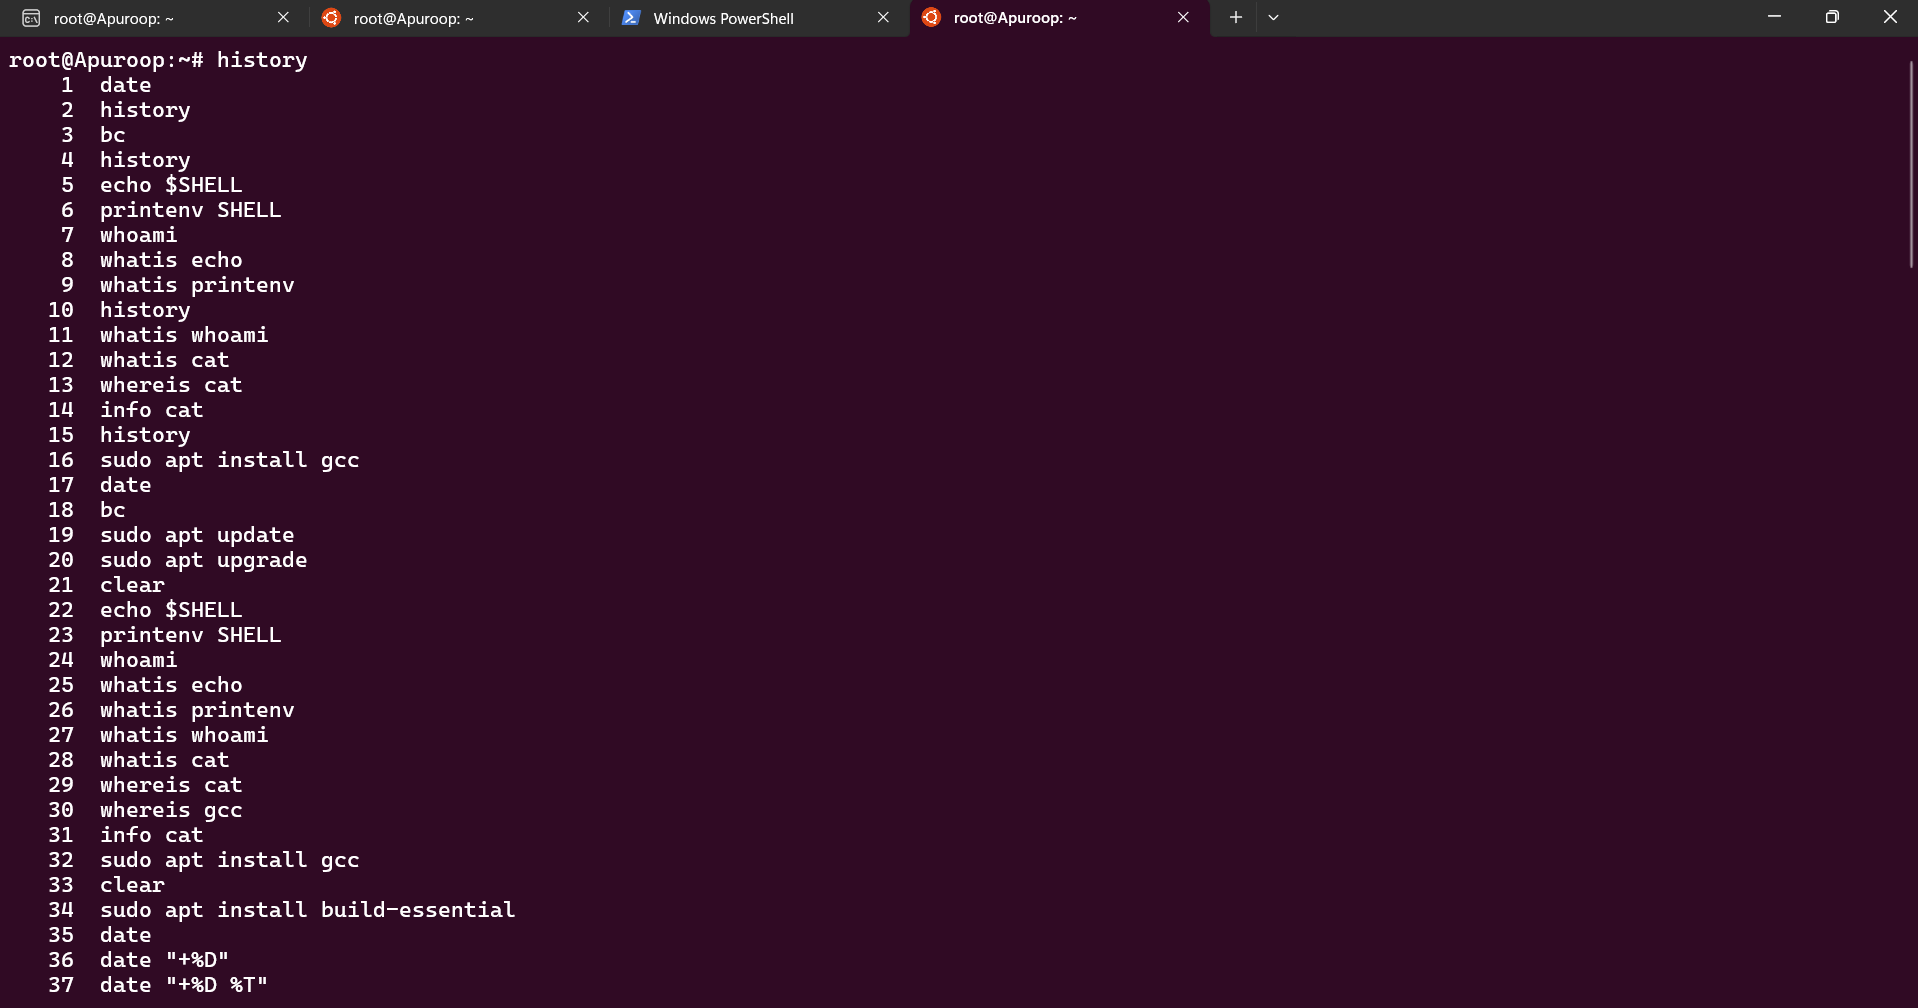 root@Apuroop: ~
root@Apuroop: ~
Windows PowerShell
root@Apuroop: ~
root@Apuroop:~# history
1 date
2 history
3 bc
4 history
5 echo $SHELL
6 printenv SHELL
7 whoami
8 whatis echo
9 whatis printenv
10 history
11 whatis whoami
12 whatis cat
13 whereis cat
14 info cat
15 history
16 sudo apt install gcc
17 date
18 bc
19 sudo apt update
20 sudo apt upgrade
21 clear
22 echo $SHELL
23 printenv SHELL
24 whoami
25 whatis echo
26 whatis printenv
27 whatis whoami
28 whatis cat
29 whereis cat
30 whereis gcc
31 info cat
32 sudo apt install gcc
33 clear
34 sudo apt install build-essential
35 date
36 date "+%D"
37 date "+%D %T"